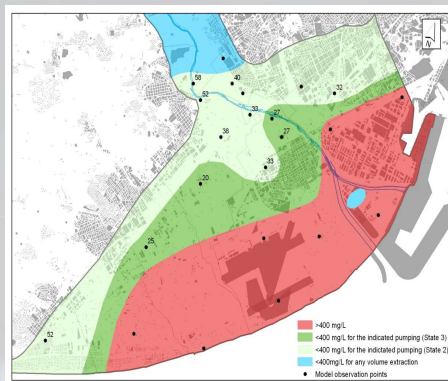 58
40
52
32
33
27
38
27
33
20
25
52
>400 mg/L
<400 mg/L for the indicated pumping (State 3)
<400 mg/L for the indictated pumping (State 2)
<400mg/L for any volume extraction
Model observation points